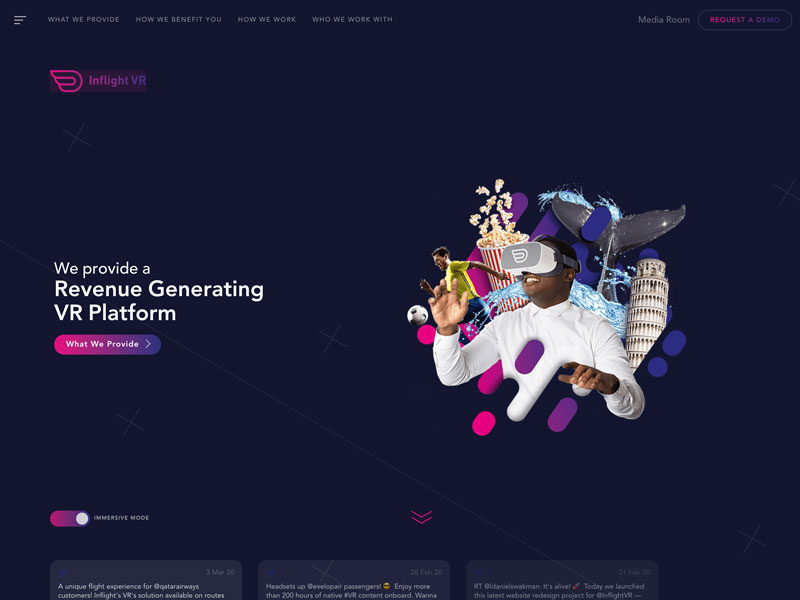 WHAT WE PROVIDE
HOW WE BENEFIT YOU
HOW WE WORK
WHO WE WORK WITH
Media Room
REQUEST A DEMO
Inflight VR
We provide a
Revenue Generating
VR Platform
What We Provide
IMMERSIVE MODE
3 Mar 20
A unique flight experience for @qatarairways
customers! Inflight's VR's solution available on routes
28 Feb 20
Headsets up @evelopair passengers! 😎 Enjoy more
than 200 hours of native #VR content onboard. Wanna
21 Feb 20
RT @ldanielswakman: It's alive! 🚀 Today we launched
this latest website redesign project for @InflightVR —